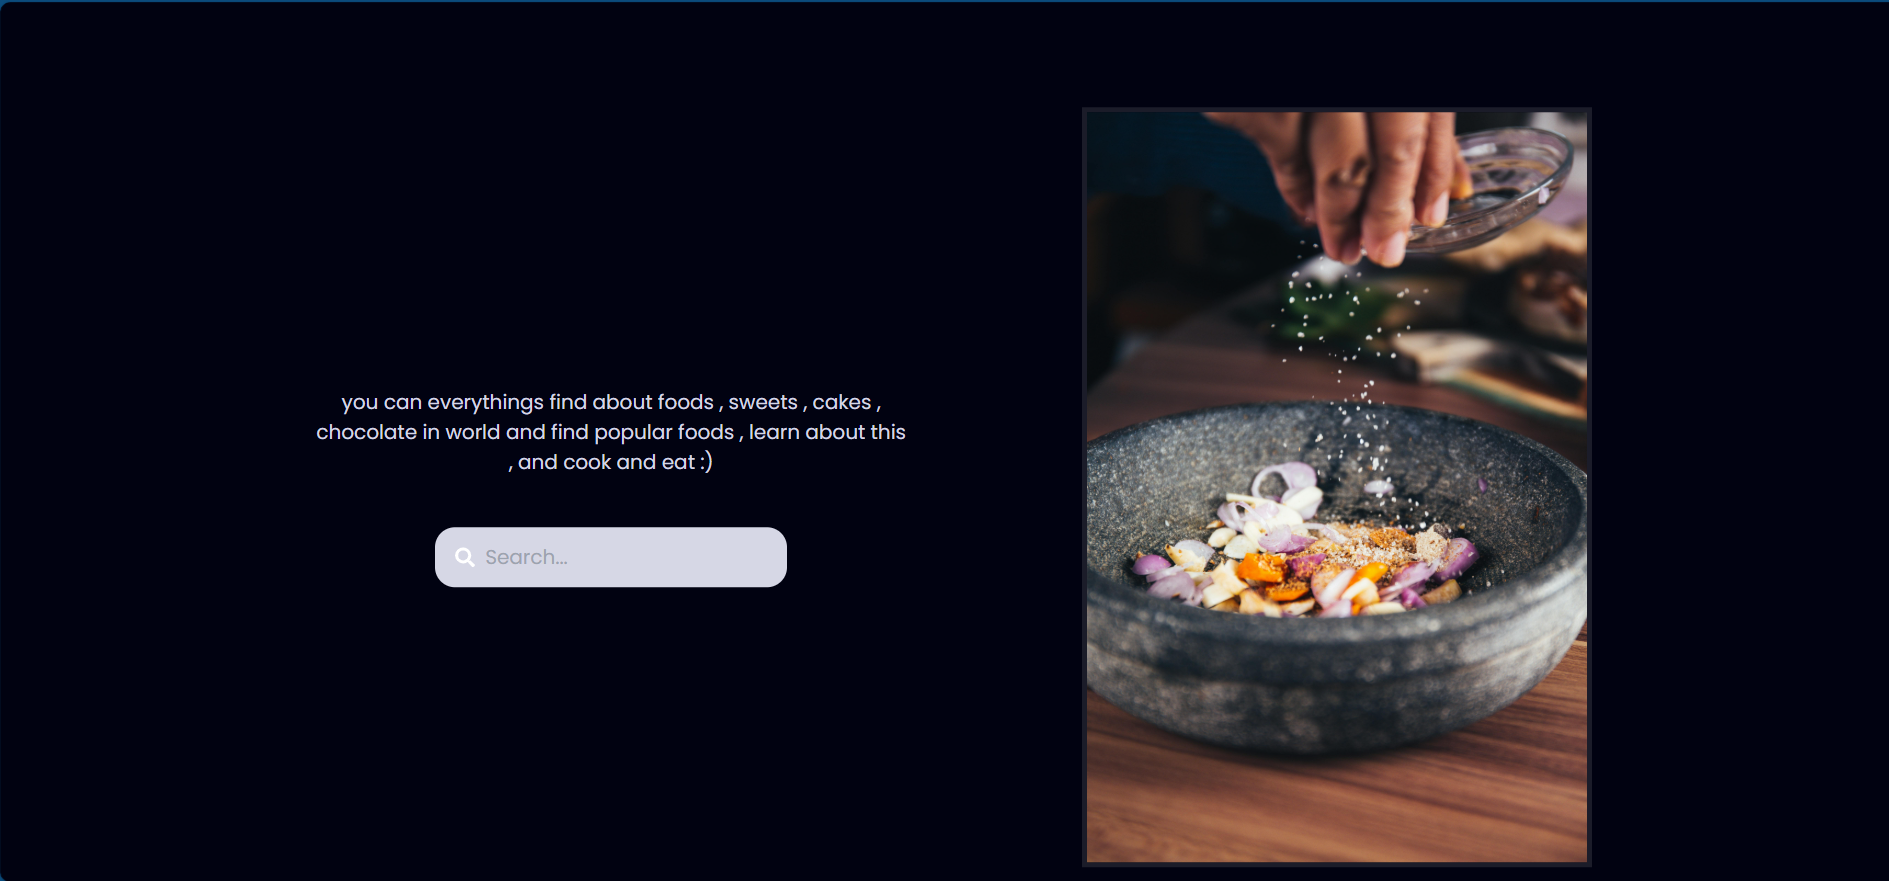 you can everythings find about foods , sweets , cakes ,
chocolate in world and find popular foods , learn about this
, and cook and eat :)
Search...